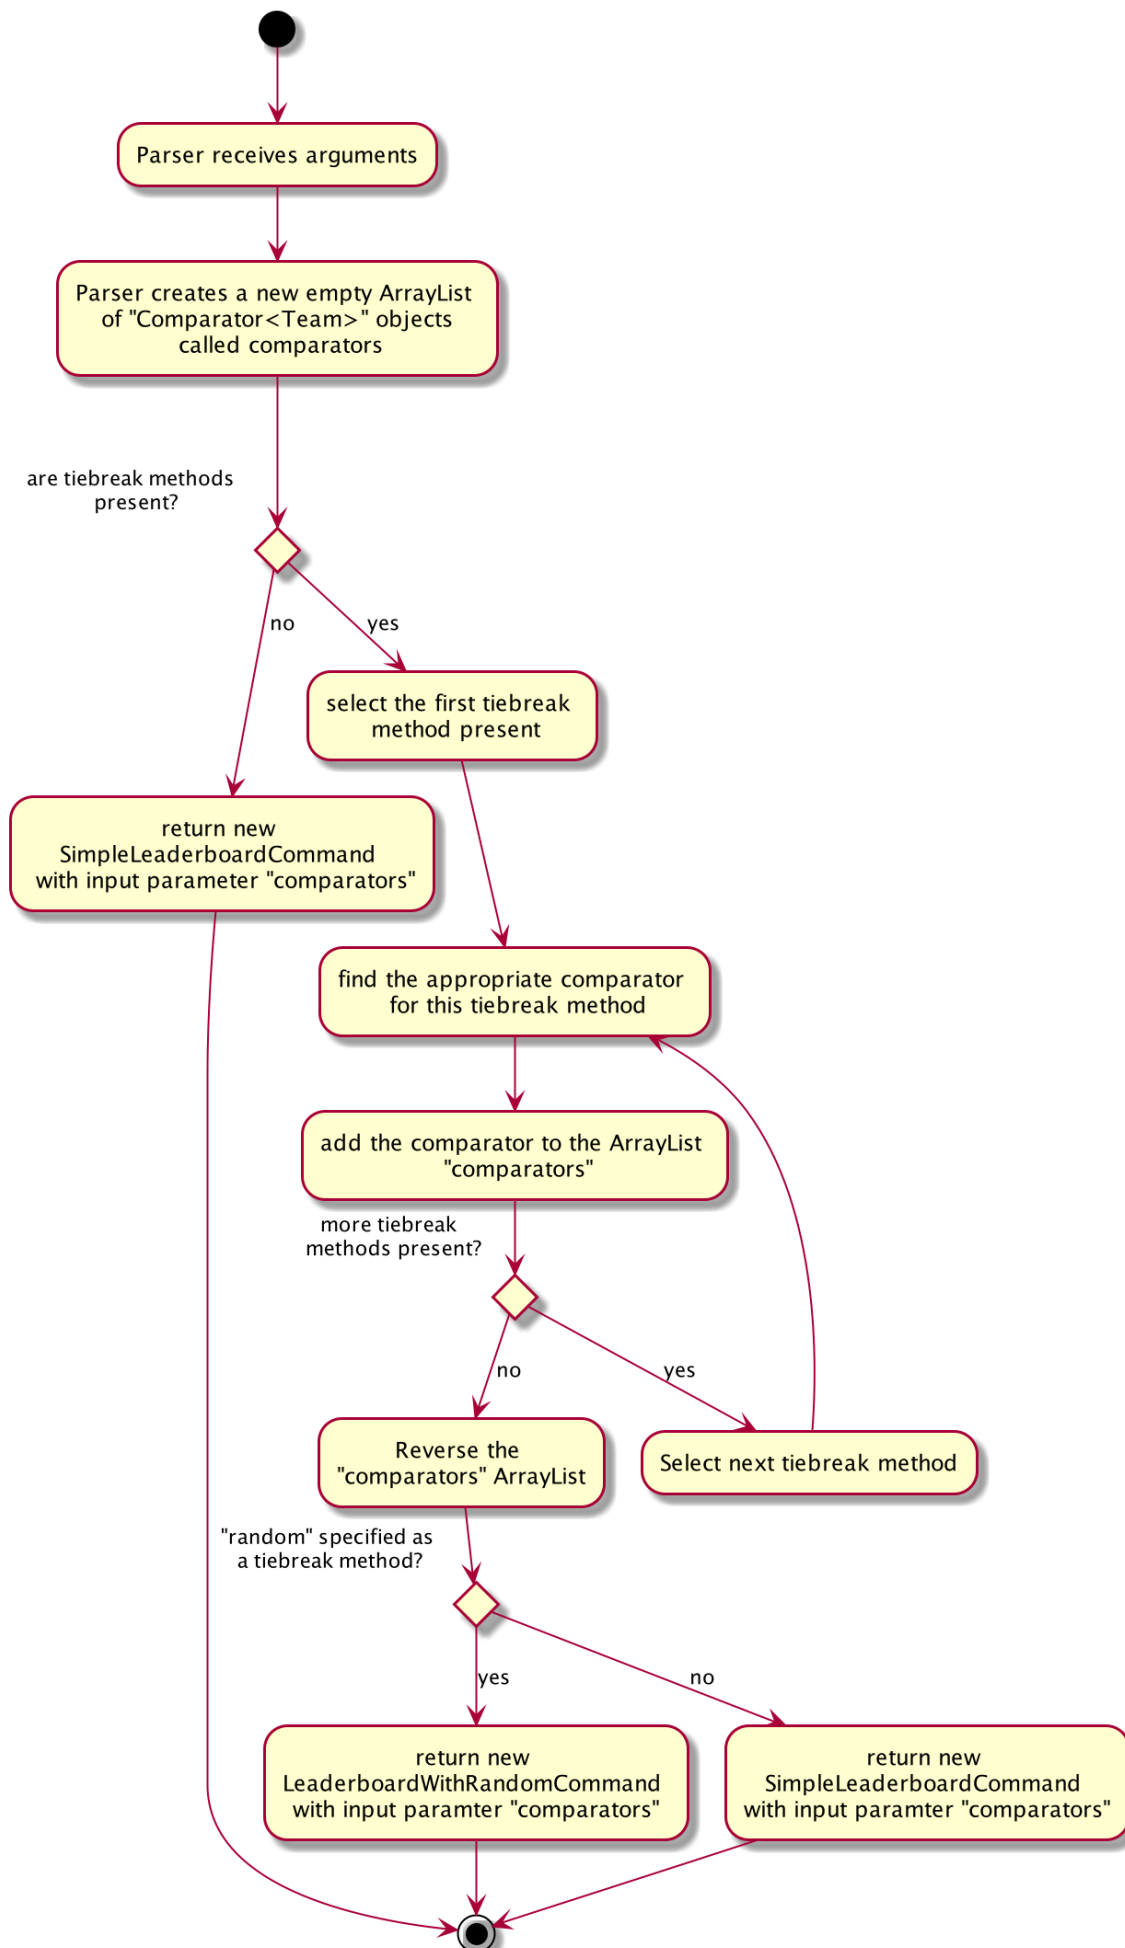 Parser receives arguments
Parser creates a new empty ArrayList
of "Comparator<Team>" objects
called comparators
are tiebreak methods
present?
no
yes
select the first tiebreak
method present
return new
SimpleLeaderboardCommand
with input parameter "comparators"
find the appropriate comparator
for this tiebreak method
add the comparator to the ArrayList
"comparators"
more tiebreak
methods present?
no
yes
Reverse the
"comparators" ArrayList
Select next tiebreak method
"random" specified as
a tiebreak method?
yes
no
return new
LeaderboardWithRandomCommand
with input paramter "comparators"
return new
SimpleLeaderboardCommand
with input paramter "comparators"